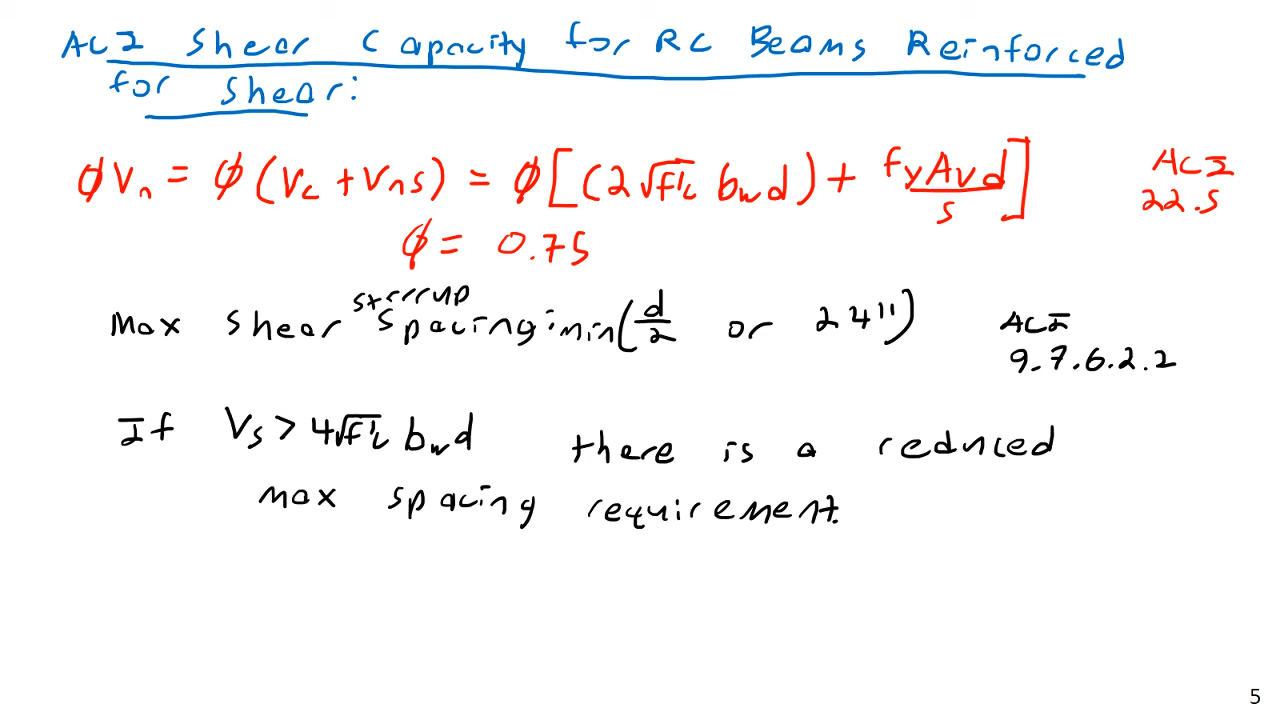 ACI Shear Capacity for RC Beams Reinforced
for Shear:
ϕVn = ϕ(Vc + Vns) = ϕ[(2√f'c bwd) + fyAvd/s]
ACI
22.5
ϕ = 0.75
Max Shear stirrup Spacing: min(d/2 or 24")
ACI
9.7.6.2.2
If Vs > 4√f'c bwd there is a reduced
max spacing requirement.
5